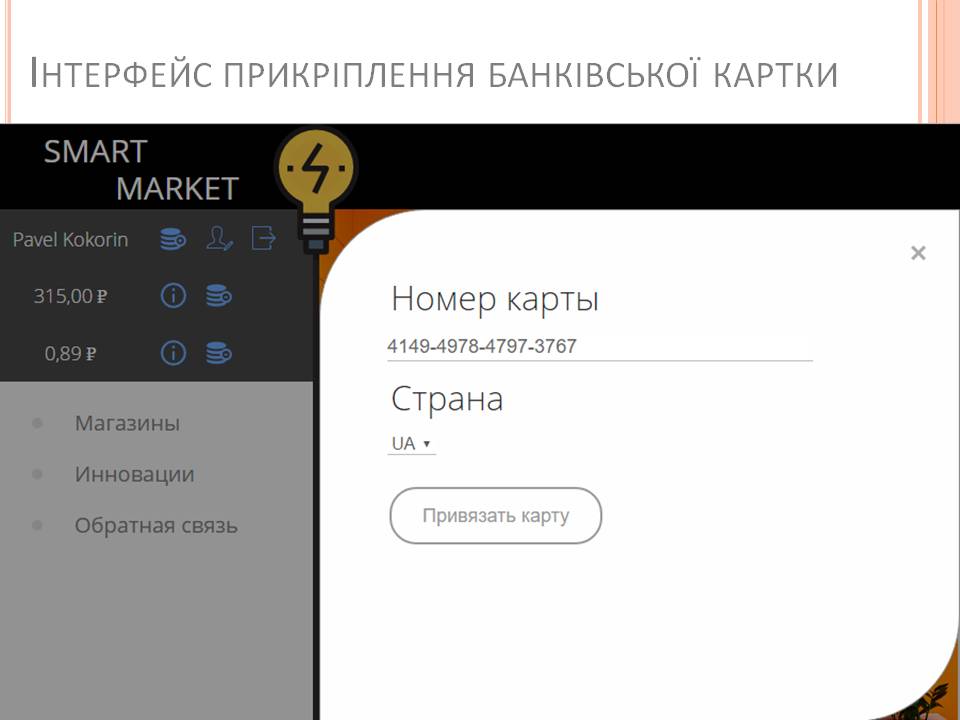 Інтерфейс прикріплення банківської картки
SMART
MARKET
Pavel Kokorin
315,00 ₽
0,89 ₽
Магазины
Инновации
Обратная связь
×
Номер карты
4149-4978-4797-3767
Страна
UA ▾
Привязать карту